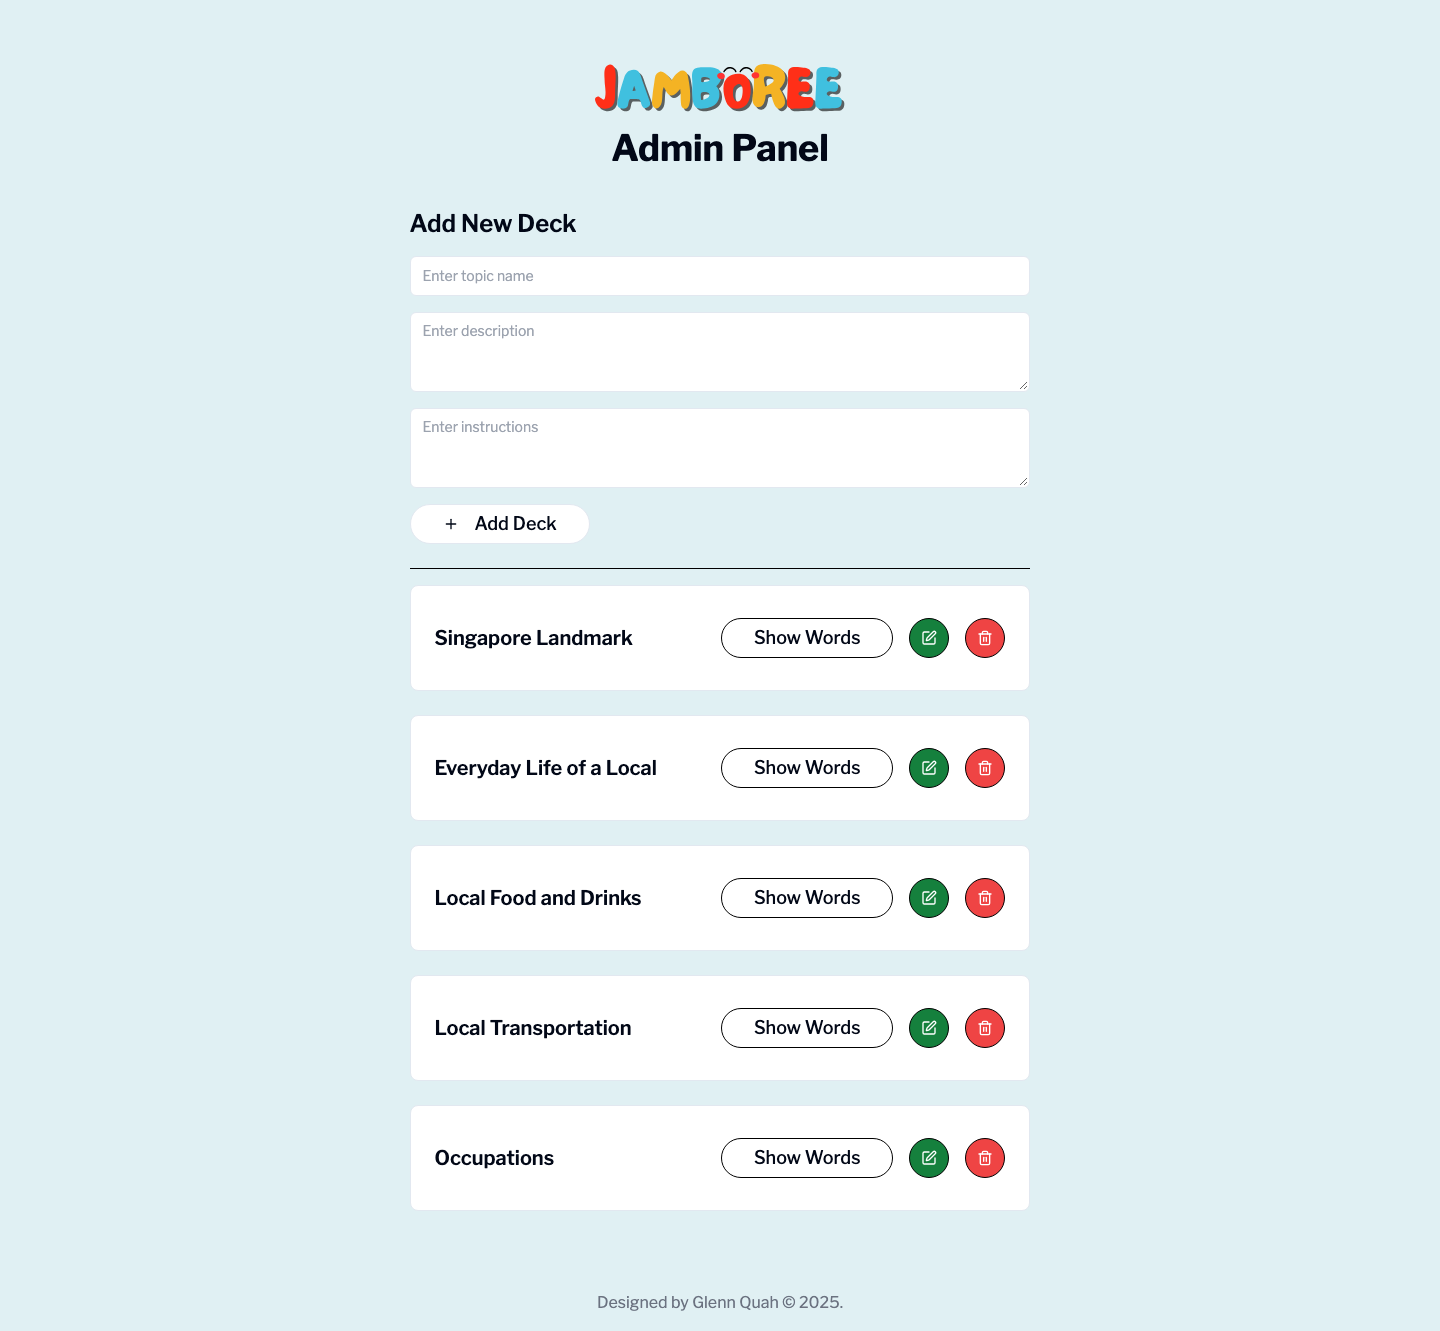 JAMBOREE
Admin Panel
Add New Deck
Enter topic name
Enter description
Enter instructions
+ Add Deck
Singapore Landmark Show Words
Everyday Life of a Local Show Words
Local Food and Drinks Show Words
Local Transportation Show Words
Occupations Show Words
Designed by Glenn Quah © 2025.